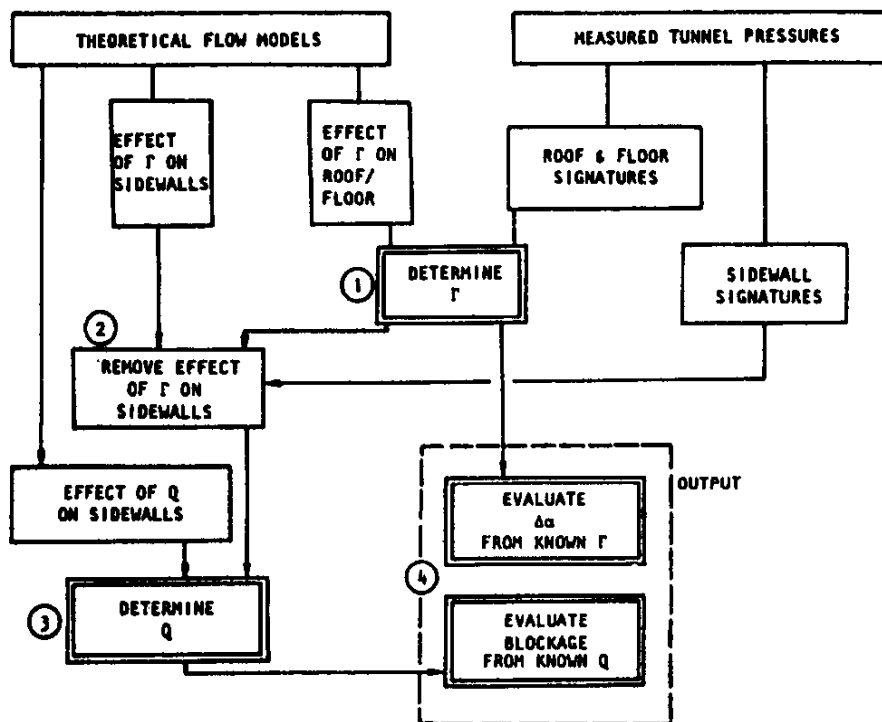 THEORETICAL FLOW MODELS
MEASURED TUNNEL PRESSURES
EFFECT
OF Γ ON
SIDEWALLS
EFFECT
OF Γ ON
ROOF/
FLOOR
ROOF & FLOOR
SIGNATURES
1
DETERMINE
Γ
SIDEWALL
SIGNATURES
2
REMOVE EFFECT
OF Γ ON
SIDEWALLS
EFFECT OF Q
ON SIDEWALLS
OUTPUT
EVALUATE
Δα
FROM KNOWN Γ
4
3
DETERMINE
Q
EVALUATE
BLOCKAGE
FROM KNOWN Q